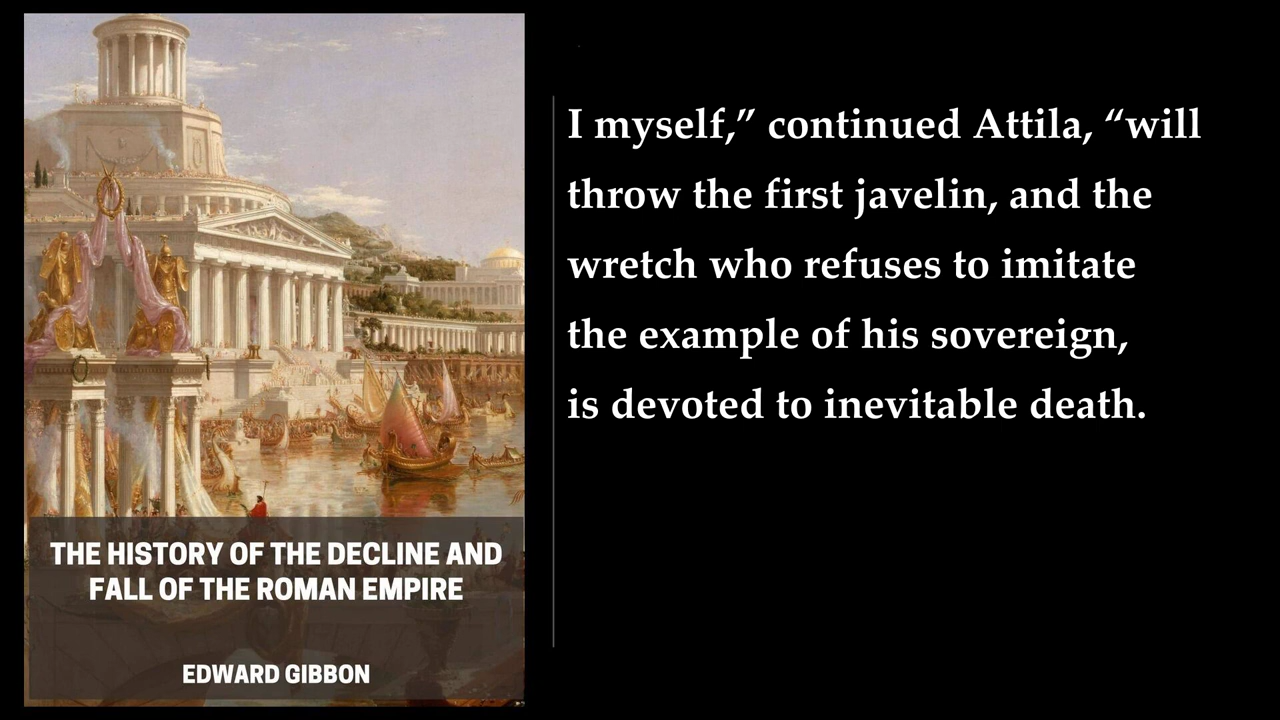 I myself,” continued Attila, “will
throw the first javelin, and the
wretch who refuses to imitate
the example of his sovereign,
is devoted to inevitable death.
THE HISTORY OF THE DECLINE AND
FALL OF THE ROMAN EMPIRE
EDWARD GIBBON